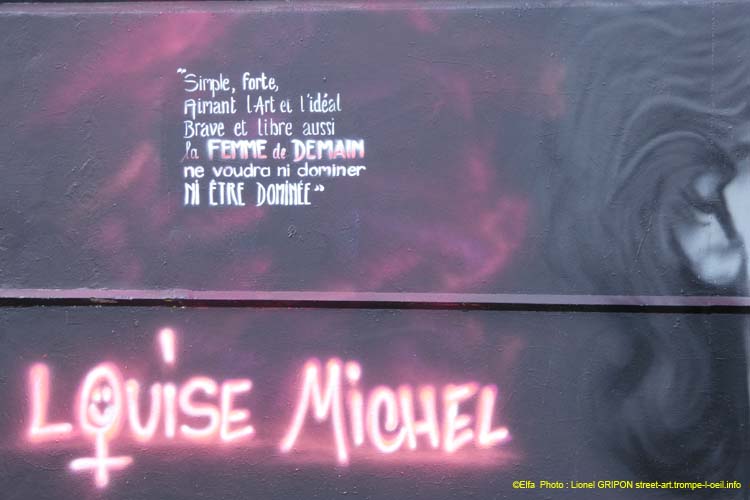 "Simple, forte,
Aimant l'Art et l'idéal
Brave et libre aussi
la FEMME de DEMAIN
ne voudra ni dominer
NI ÊTRE DOMINÉE"
LOUISE MICHEL
©Elfa Photo : Lionel GRIPON street-art.trompe-l-oeil.info